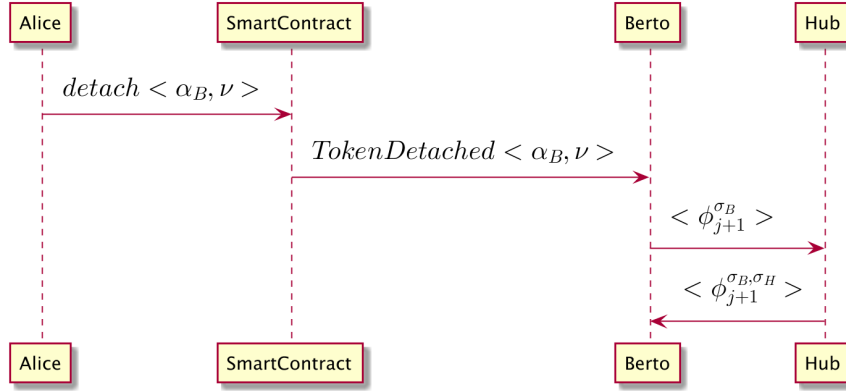 Alice SmartContract Berto Hub
detach < α_B, ν >
TokenDetached < α_B, ν >
< ϕ_{j+1}^{σ_B} >
< ϕ_{j+1}^{σ_B,σ_H} >
Alice SmartContract Berto Hub